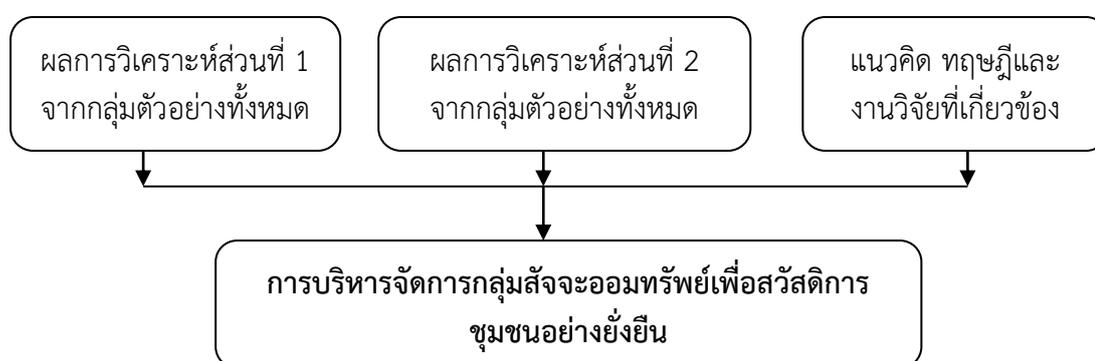 ผลการวิเคราะห์ส่วนที่ 1
จากกลุ่มตัวอย่างทั้งหมด
ผลการวิเคราะห์ส่วนที่ 2
จากกลุ่มตัวอย่างทั้งหมด
แนวคิด ทฤษฎีและ
งานวิจัยที่เกี่ยวข้อง
การบริหารจัดการกลุ่มสัจจะออมทรัพย์เพื่อสวัสดิการ
ชุมชนอย่างยั่งยืน